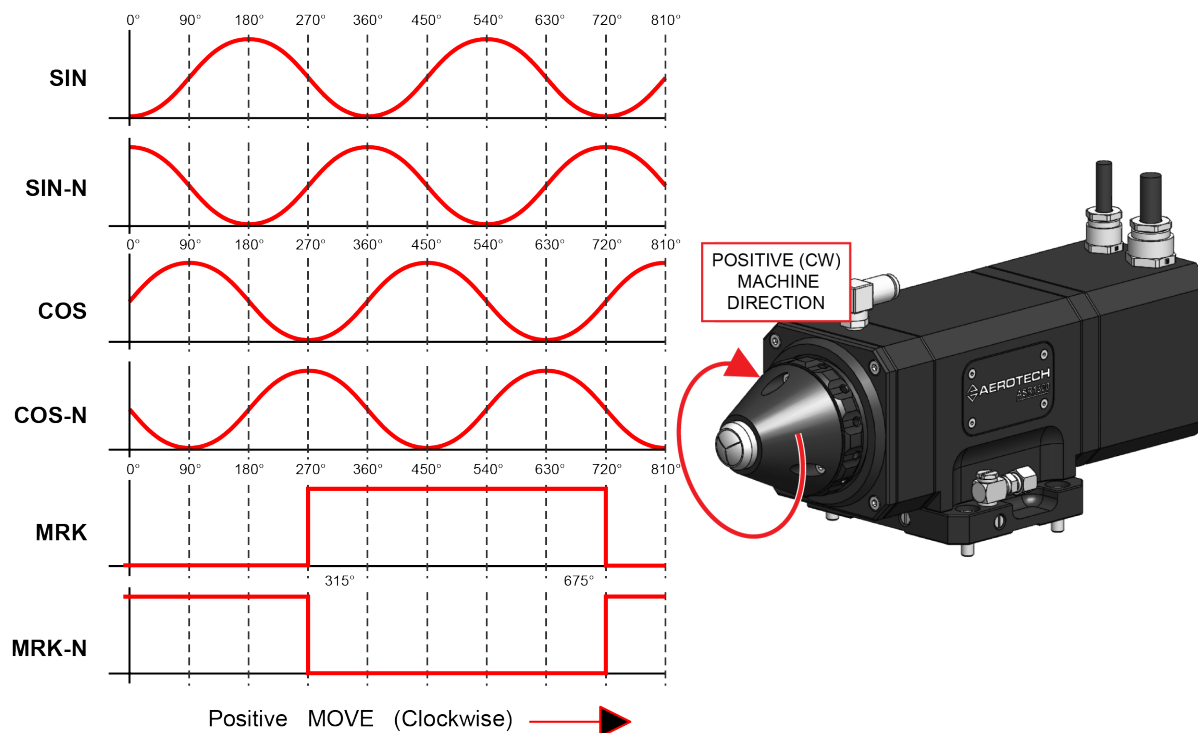 0° 90° 180° 270° 360° 450° 540° 630° 720° 810°
SIN
SIN-N
0° 90° 180° 270° 360° 450° 540° 630° 720° 810°
COS
COS-N
0° 90° 180° 270° 360° 450° 540° 630° 720° 810°
MRK
315° 675°
MRK-N
Positive MOVE (Clockwise)
POSITIVE (CW)
MACHINE
DIRECTION
AEROTECH